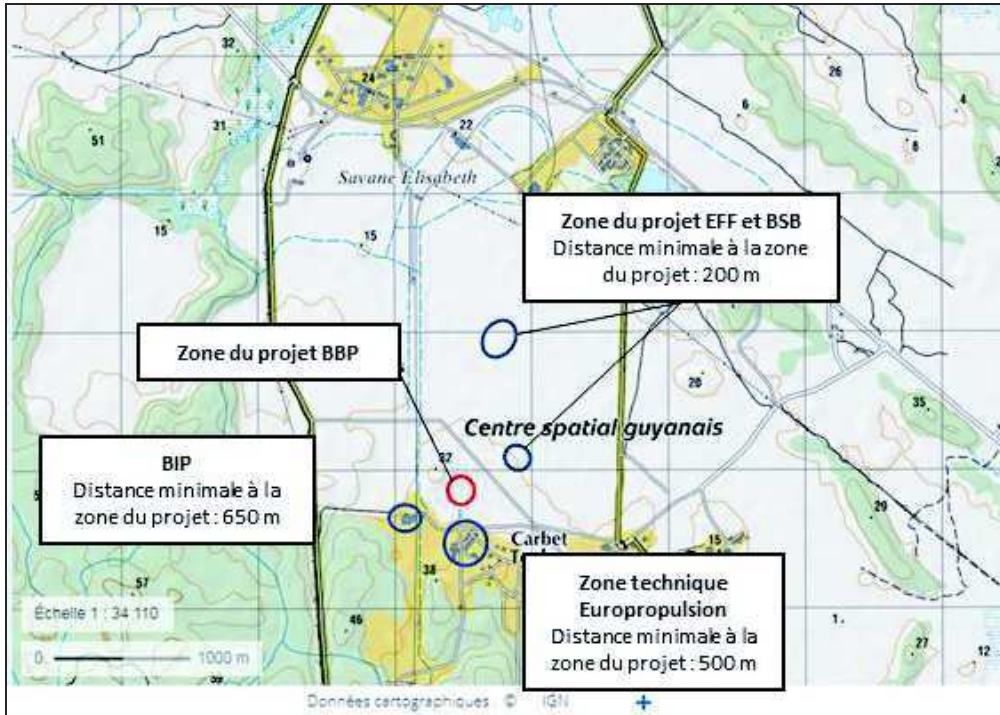 32
24
26
6
4
51
31
22
8
Savane Elisabeth
15
15
Zone du projet EFF et BSB
Distance minimale à la zone
du projet : 200 m
Zone du projet BBP
20
35
Centre spatial guyanais
BIP
Distance minimale à la
zone du projet : 650 m
29
Carbet
15
38
57
46
Zone technique
Europropulsion
Distance minimale à la
zone du projet : 500 m
Échelle 1 : 34 110
0
1000 m
1
27
12
Données cartographiques : © IGN